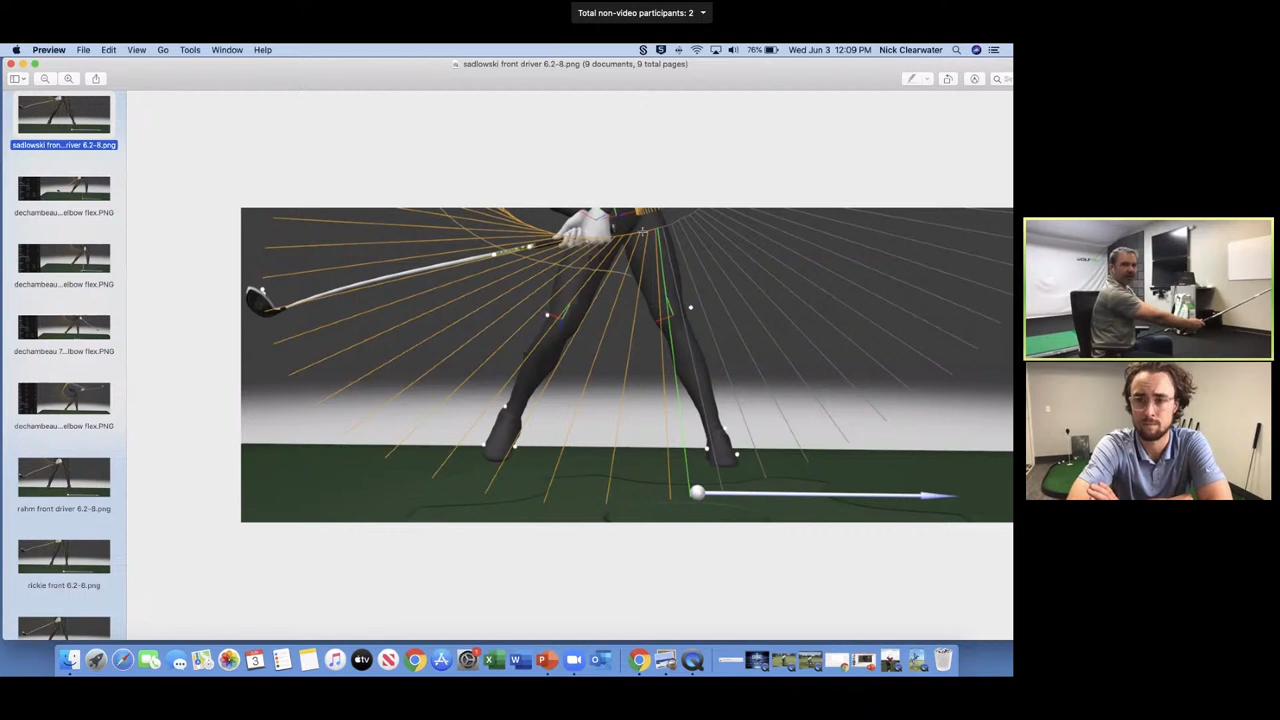 Total non-video participants: 2
Preview File Edit View Go Tools Window Help
76% Wed Jun 3 12:09 PM Nick Clearwater
sadlowski front driver 6.2-8.png (9 documents, 9 total pages)
sadlowski fron...river 6.2-8.png
dechambeau...elbow flex.PNG
dechambeau...elbow flex.PNG
dechambeau 7...lbow flex.PNG
dechambeau...elbow flex.PNG
rahm front driver 6.2-8.png
rickie front 6.2-8.png